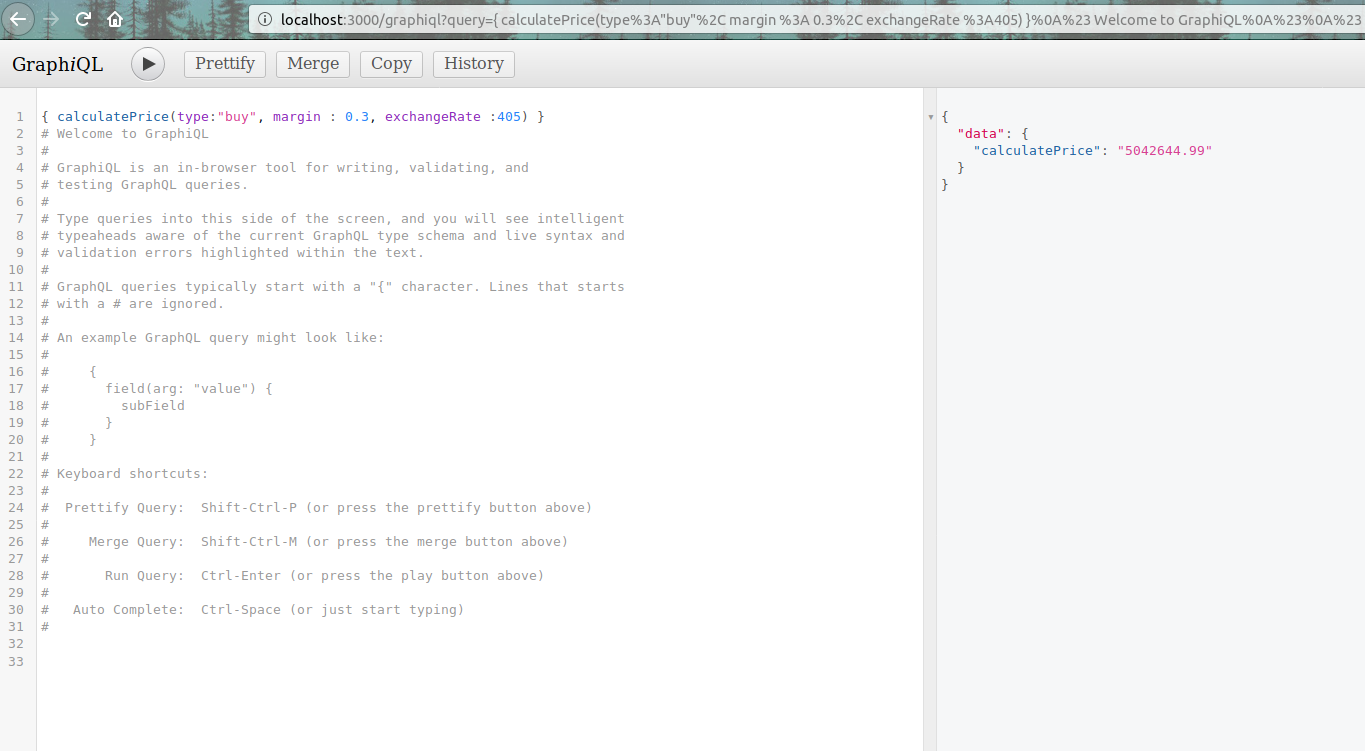 localhost:3000/graphiql?query={ calculatePrice(type%3A"buy"%2C margin %3A 0.3%2C exchangeRate %3A405) }%0A%23 Welcome to GraphiQL%0A%23%0A%23
GraphiQL Prettify Merge Copy History
1 { calculatePrice(type:"buy", margin : 0.3, exchangeRate :405) }
2 # Welcome to GraphiQL
3 #
4 # GraphiQL is an in-browser tool for writing, validating, and
5 # testing GraphQL queries.
6 #
7 # Type queries into this side of the screen, and you will see intelligent
8 # typeaheads aware of the current GraphQL type schema and live syntax and
9 # validation errors highlighted within the text.
10 #
11 # GraphQL queries typically start with a "{" character. Lines that starts
12 # with a # are ignored.
13 #
14 # An example GraphQL query might look like:
15 #
16 #     {
17 #       field(arg: "value") {
18 #         subField
19 #       }
20 #     }
21 #
22 # Keyboard shortcuts:
23 #
24 #  Prettify Query:  Shift-Ctrl-P (or press the prettify button above)
25 #
26 #     Merge Query:  Shift-Ctrl-M (or press the merge button above)
27 #
28 #       Run Query:  Ctrl-Enter (or press the play button above)
29 #
30 #   Auto Complete:  Ctrl-Space (or just start typing)
31 #
32
33
{
  "data": {
    "calculatePrice": "5042644.99"
  }
}